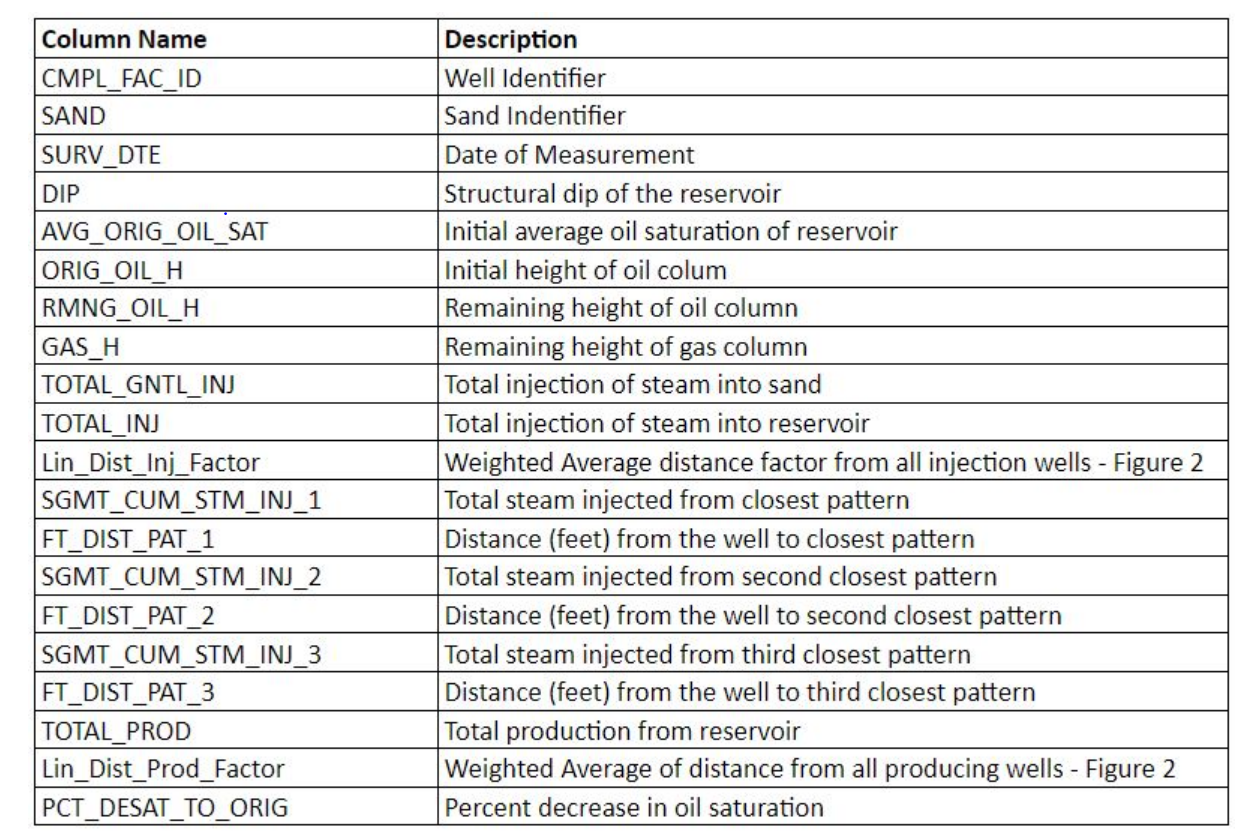 Column Name Description
CMPL_FAC_ID Well Identifier
SAND Sand Indentifier
SURV_DTE Date of Measurement
DIP Structural dip of the reservoir
AVG_ORIG_OIL_SAT Initial average oil saturation of reservoir
ORIG_OIL_H Initial height of oil colum
RMNG_OIL_H Remaining height of oil column
GAS_H Remaining height of gas column
TOTAL_GNTL_INJ Total injection of steam into sand
TOTAL_INJ Total injection of steam into reservoir
Lin_Dist_Inj_Factor Weighted Average distance factor from all injection wells - Figure 2
SGMT_CUM_STM_INJ_1 Total steam injected from closest pattern
FT_DIST_PAT_1 Distance (feet) from the well to closest pattern
SGMT_CUM_STM_INJ_2 Total steam injected from second closest pattern
FT_DIST_PAT_2 Distance (feet) from the well to second closest pattern
SGMT_CUM_STM_INJ_3 Total steam injected from third closest pattern
FT_DIST_PAT_3 Distance (feet) from the well to third closest pattern
TOTAL_PROD Total production from reservoir
Lin_Dist_Prod_Factor Weighted Average of distance from all producing wells - Figure 2
PCT_DESAT_TO_ORIG Percent decrease in oil saturation